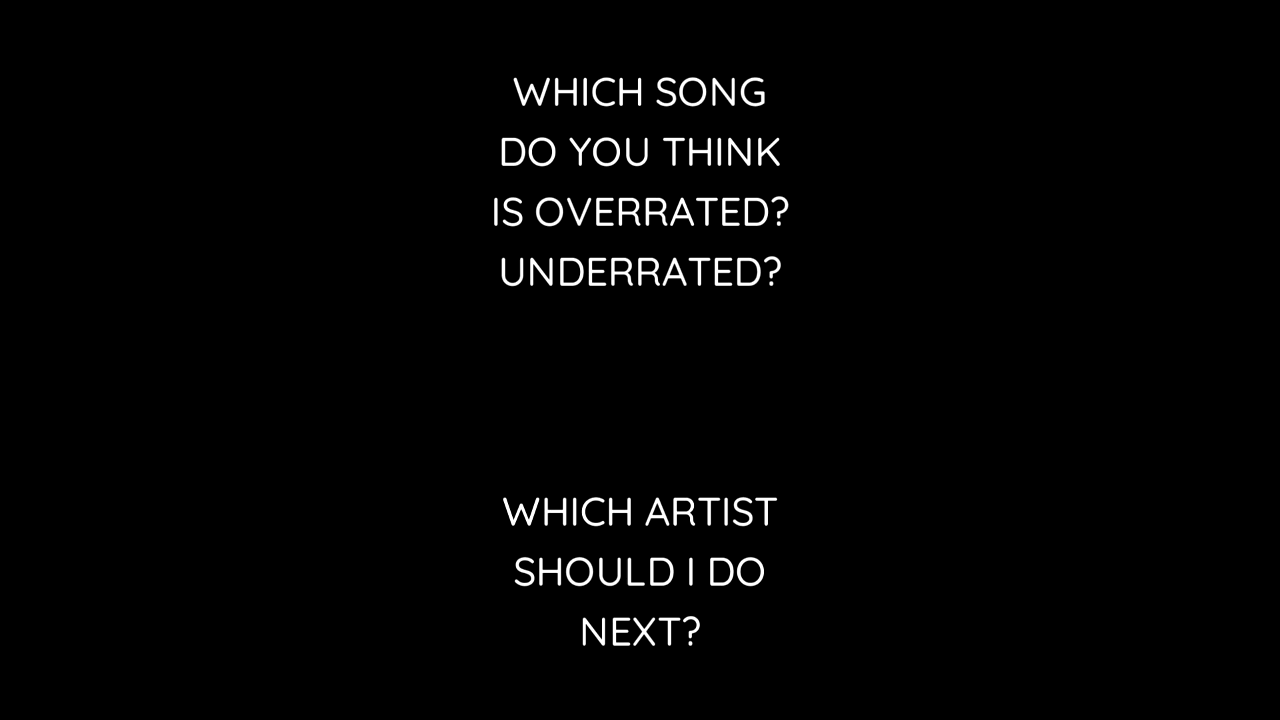 WHICH SONG
DO YOU THINK
IS OVERRATED?
UNDERRATED?
WHICH ARTIST
SHOULD I DO
NEXT?